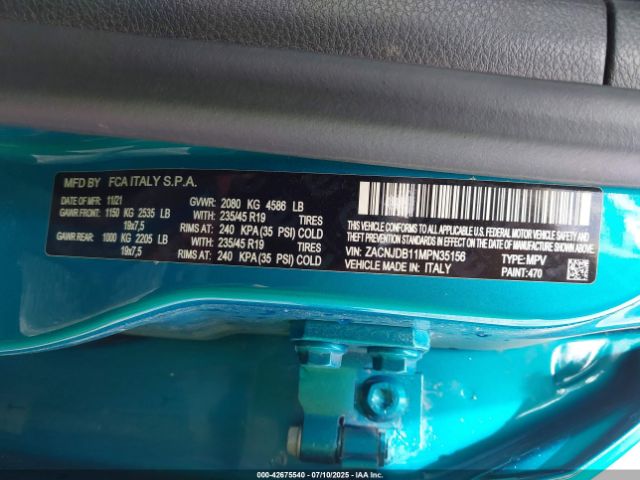 MFD BY FCA ITALY S.P.A.
DATE OF MFR 11/21 GVWR: 2080 KG 4586 LB
GAWR FRONT: 1150 KG 2535 LB WITH: 235/45 R19 TIRES
19x7,5 RIMS AT: 240 KPA(35 PSI) COLD
GAWR REAR: 1000 KG 2205 LB WITH: 235/45 R19 TIRES
19x7,5 RIMS AT: 240 KPA(35 PSI) COLD
THIS VEHICLE CONFORMS TO ALL APPLICABLE
U.S.A. FEDERAL MOTOR VEHICLE SAFETY
BUMPER, AND THEFT PREVENTION STANDARDS IN
EFFECT ON THE DATE OF MANUFACTURE SHOWN ABOVE
VIN: ZACNJDB11MPN35156 TYPE: MPV
VEHICLE MADE IN: ITALY PAINT: 470
000-42675540 - 07/10/2025 - IAAI.COM